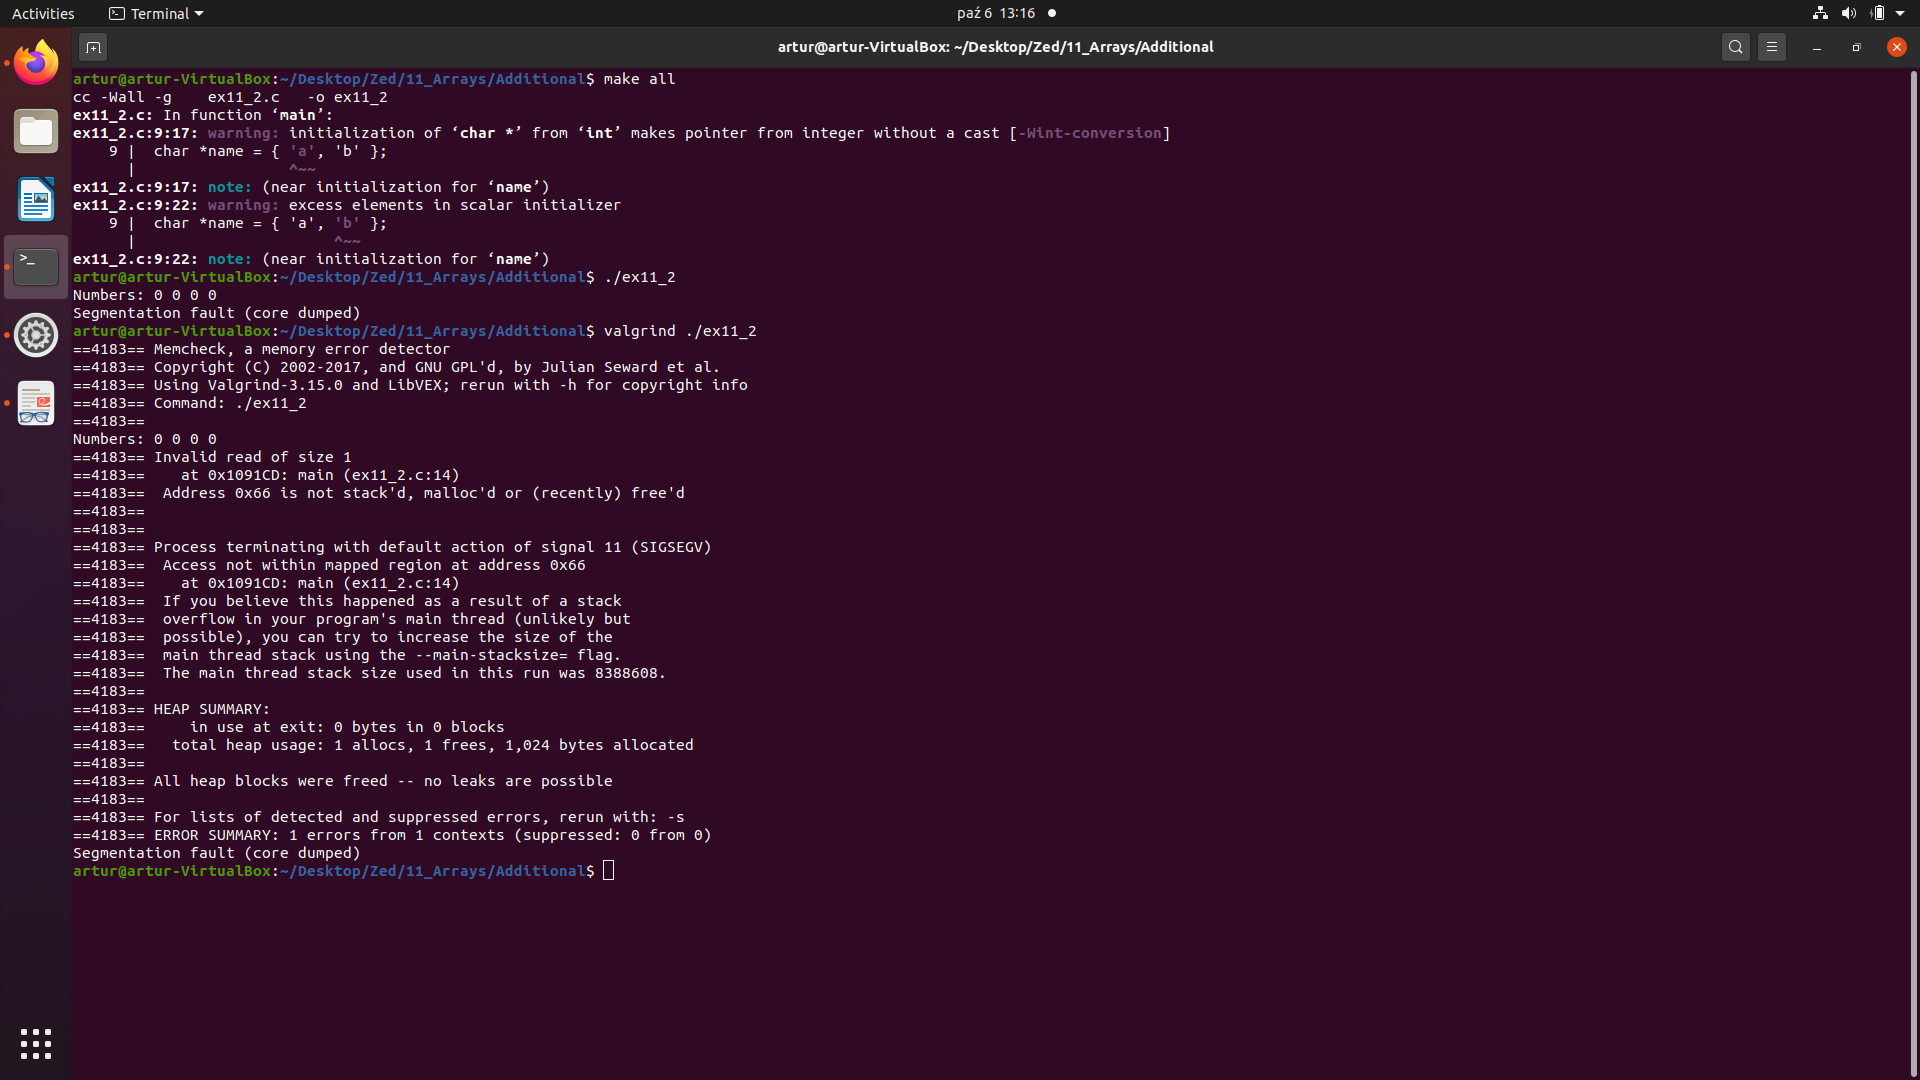 Activities
Terminal
paź 6 13:16
artur@artur-VirtualBox: ~/Desktop/Zed/11_Arrays/Additional
artur@artur-VirtualBox:~/Desktop/Zed/11_Arrays/Additional$ make all
cc -Wall -g    ex11_2.c   -o ex11_2
ex11_2.c: In function ‘main’:
ex11_2.c:9:17: warning: initialization of ‘char *’ from ‘int’ makes pointer from integer without a cast [-Wint-conversion]
    9 |  char *name = { 'a', 'b' };
      |                 ^~~
ex11_2.c:9:17: note: (near initialization for ‘name’)
ex11_2.c:9:22: warning: excess elements in scalar initializer
    9 |  char *name = { 'a', 'b' };
      |                      ^~~
ex11_2.c:9:22: note: (near initialization for ‘name’)
artur@artur-VirtualBox:~/Desktop/Zed/11_Arrays/Additional$ ./ex11_2
Numbers: 0 0 0 0
Segmentation fault (core dumped)
artur@artur-VirtualBox:~/Desktop/Zed/11_Arrays/Additional$ valgrind ./ex11_2
==4183== Memcheck, a memory error detector
==4183== Copyright (C) 2002-2017, and GNU GPL'd, by Julian Seward et al.
==4183== Using Valgrind-3.15.0 and LibVEX; rerun with -h for copyright info
==4183== Command: ./ex11_2
==4183==
Numbers: 0 0 0 0
==4183== Invalid read of size 1
==4183==    at 0x1091CD: main (ex11_2.c:14)
==4183==  Address 0x66 is not stack'd, malloc'd or (recently) free'd
==4183==
==4183==
==4183== Process terminating with default action of signal 11 (SIGSEGV)
==4183==  Access not within mapped region at address 0x66
==4183==    at 0x1091CD: main (ex11_2.c:14)
==4183==  If you believe this happened as a result of a stack
==4183==  overflow in your program's main thread (unlikely but
==4183==  possible), you can try to increase the size of the
==4183==  main thread stack using the --main-stacksize= flag.
==4183==  The main thread stack size used in this run was 8388608.
==4183==
==4183== HEAP SUMMARY:
==4183==     in use at exit: 0 bytes in 0 blocks
==4183==   total heap usage: 1 allocs, 1 frees, 1,024 bytes allocated
==4183==
==4183== All heap blocks were freed -- no leaks are possible
==4183==
==4183== For lists of detected and suppressed errors, rerun with: -s
==4183== ERROR SUMMARY: 1 errors from 1 contexts (suppressed: 0 from 0)
Segmentation fault (core dumped)
artur@artur-VirtualBox:~/Desktop/Zed/11_Arrays/Additional$